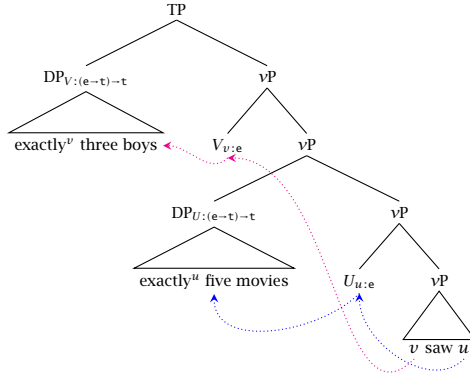 TP
DP_{V:(e→t)→t} vP
exactly^v three boys V_{v:e} vP
DP_{U:(e→t)→t} vP
exactly^u five movies U_{u:e} vP
v saw u